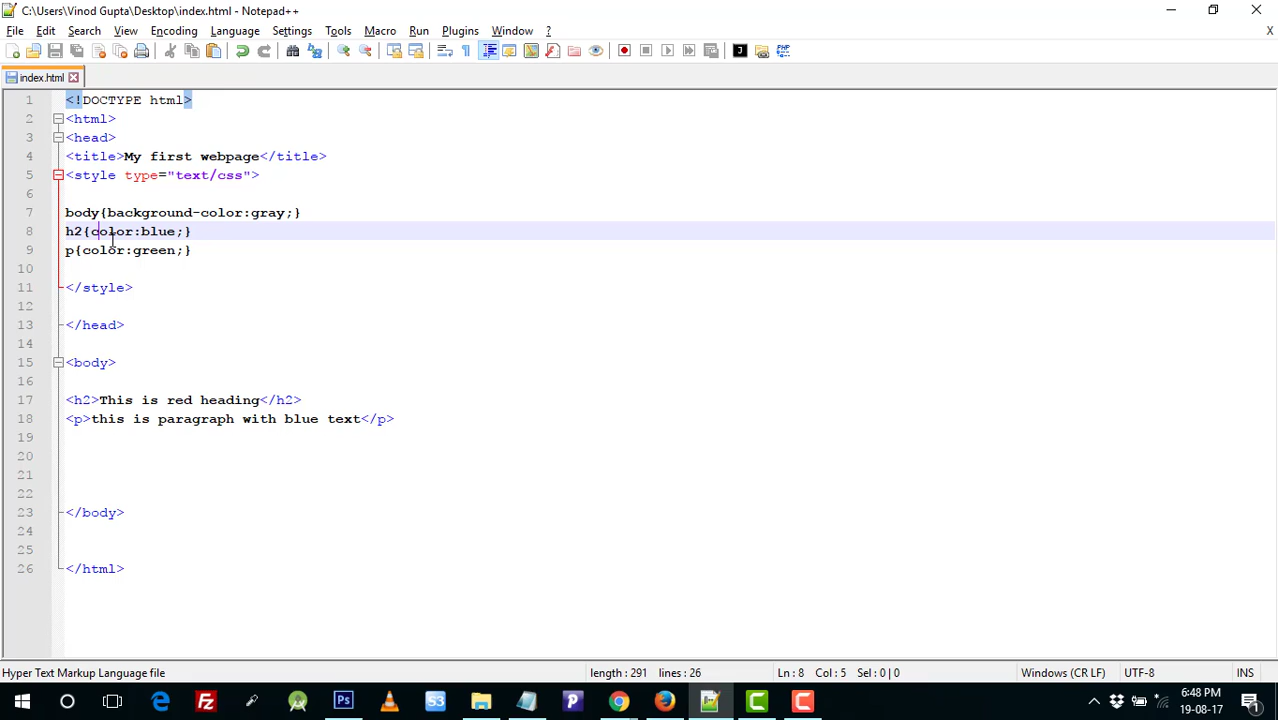 C:\Users\Vinod Gupta\Desktop\index.html - Notepad++
File Edit Search View Encoding Language Settings Tools Macro Run Plugins Window ? X
index.html
1 <!DOCTYPE html>
2 <html>
3 <head>
4 <title>My first webpage</title>
5 <style type="text/css">
6
7 body{background-color:gray;}
8 h2{color:blue;}
9 p{color:green;}
10
11 </style>
12
13 </head>
14
15 <body>
16
17 <h2>This is red heading</h2>
18 <p>this is paragraph with blue text</p>
19
20
21
22
23 </body>
24
25
26 </html>
Hyper Text Markup Language file length : 291 lines : 26 Ln : 8 Col : 5 Sel : 0 | 0 Windows (CR LF) UTF-8 INS
6:48 PM
19-08-17